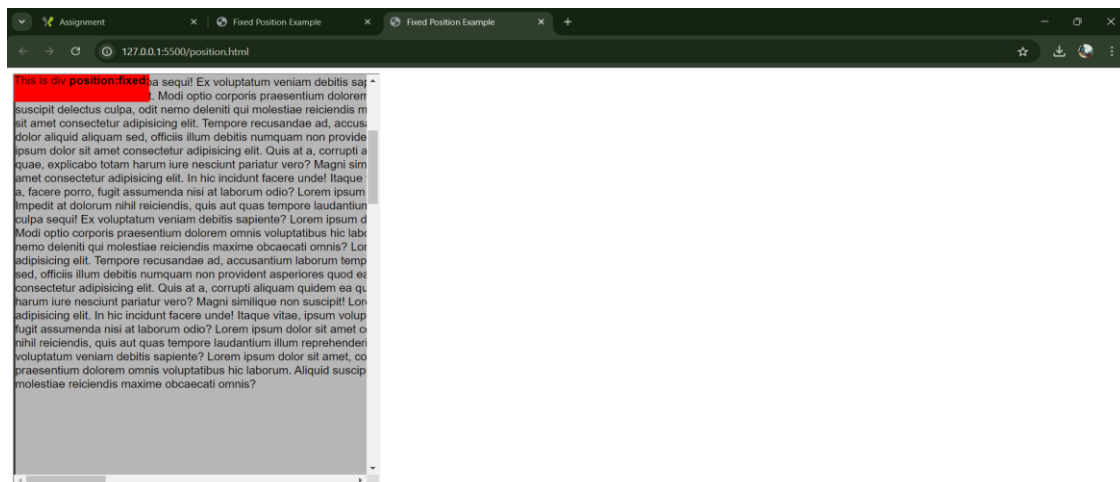 Assignment
Fixed Position Example
Fixed Position Example
127.0.0.1:5500/position.html
This is div position:fixed; pa sequi! Ex voluptatum veniam debitis sap
t. Modi optio corporis praesentium dolorem
suscipit delectus culpa, odit nemo deleniti qui molestiae reiciendis m
sit amet consectetur adipisicing elit. Tempore recusandae ad, accusa
dolor aliquid aliquam sed, officiis illum debitis numquam non provide
ipsum dolor sit amet consectetur adipisicing elit. Quis at a, corrupti a
quae, explicabo totam harum iure nesciunt pariatur vero? Magni sim
amet consectetur adipisicing elit. In hic incidunt facere unde! Itaque
a, facere porro, fugit assumenda nisi at laborum odio? Lorem ipsum
Impedit at dolorum nihil reiciendis, quis aut quas tempore laudantium
culpa sequi! Ex voluptatum veniam debitis sapiente? Lorem ipsum d
Modi optio corporis praesentium dolorem omnis voluptatibus hic labo
nemo deleniti qui molestiae reiciendis maxime obcaecati omnis? Lor
adipisicing elit. Tempore recusandae ad, accusantium laborum temp
sed, officiis illum debitis numquam non provident asperiores quod ea
consectetur adipisicing elit. Quis at a, corrupti aliquam quidem ea qu
harum iure nesciunt pariatur vero? Magni similique non suscipit! Lor
adipisicing elit. In hic incidunt facere unde! Itaque vitae, ipsum volup
fugit assumenda nisi at laborum odio? Lorem ipsum dolor sit amet co
nihil reiciendis, quis aut quas tempore laudantium illum reprehenderi
voluptatum veniam debitis sapiente? Lorem ipsum dolor sit amet, co
praesentium dolorem omnis voluptatibus hic laborum. Aliquid suscip
molestiae reiciendis maxime obcaecati omnis?